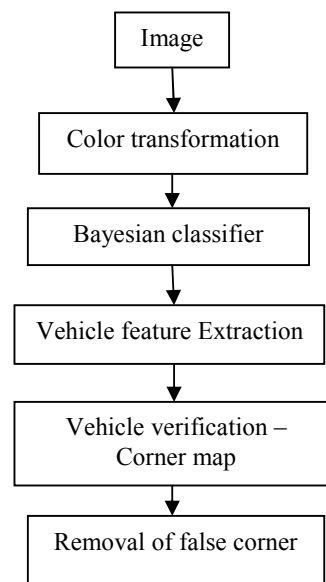 Image
Color transformation
Bayesian classifier
Vehicle feature Extraction
Vehicle verification –
Corner map
Removal of false corner